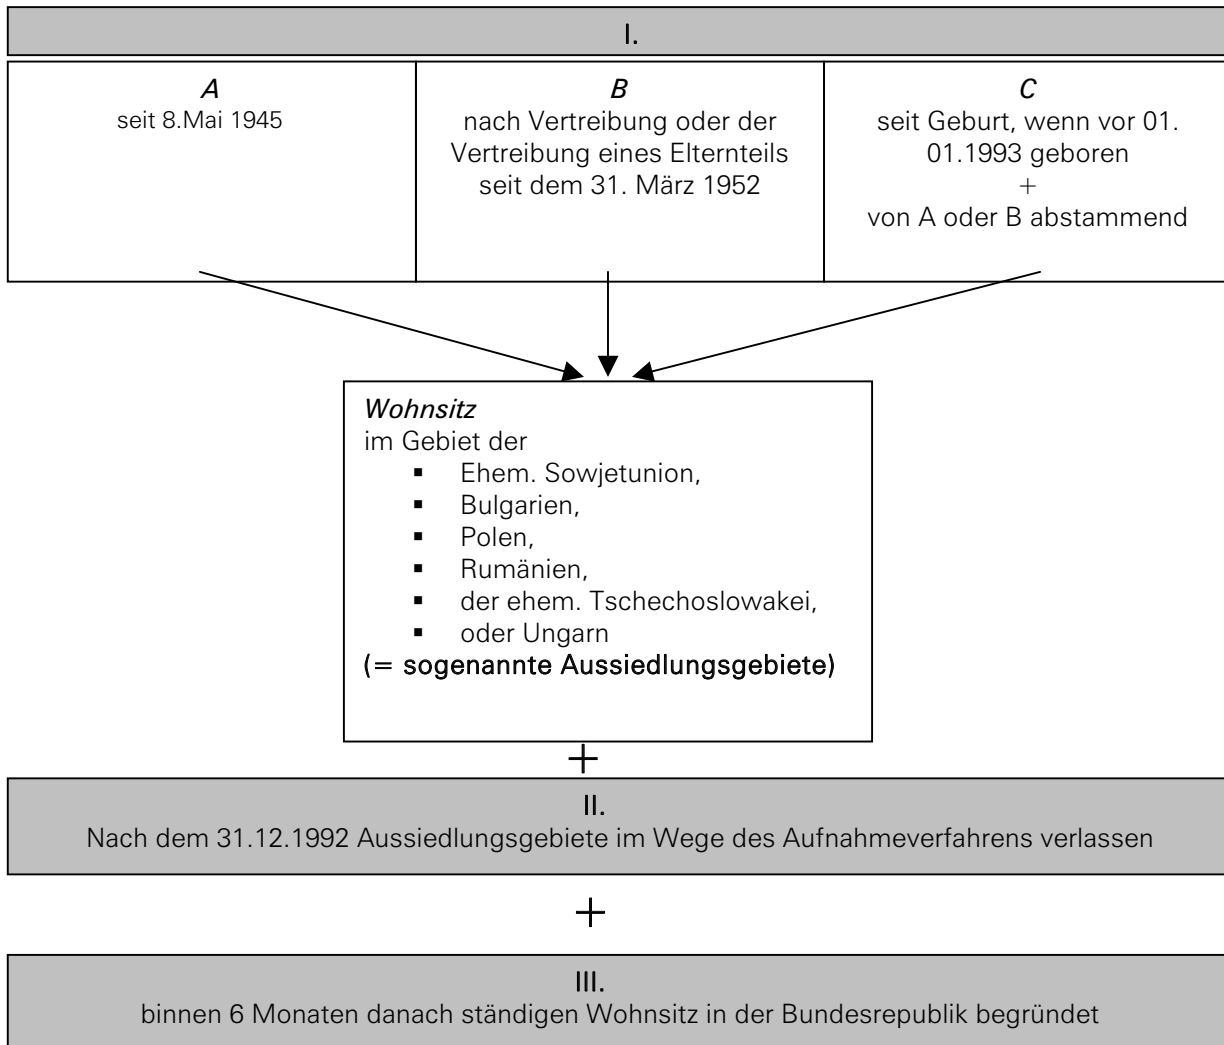 I.
A
seit 8.Mai 1945
B
nach Vertreibung oder der
Vertreibung eines Elternteils
seit dem 31. März 1952
C
seit Geburt, wenn vor 01.
01.1993 geboren
+
von A oder B abstammend
Wohnsitz
im Gebiet der
▪ Ehem. Sowjetunion,
▪ Bulgarien,
▪ Polen,
▪ Rumänien,
▪ der ehem. Tschechoslowakei,
▪ oder Ungarn
(= sogenannte Aussiedlungsgebiete)
+
II.
Nach dem 31.12.1992 Aussiedlungsgebiete im Wege des Aufnahmeverfahrens verlassen
+
III.
binnen 6 Monaten danach ständigen Wohnsitz in der Bundesrepublik begründet